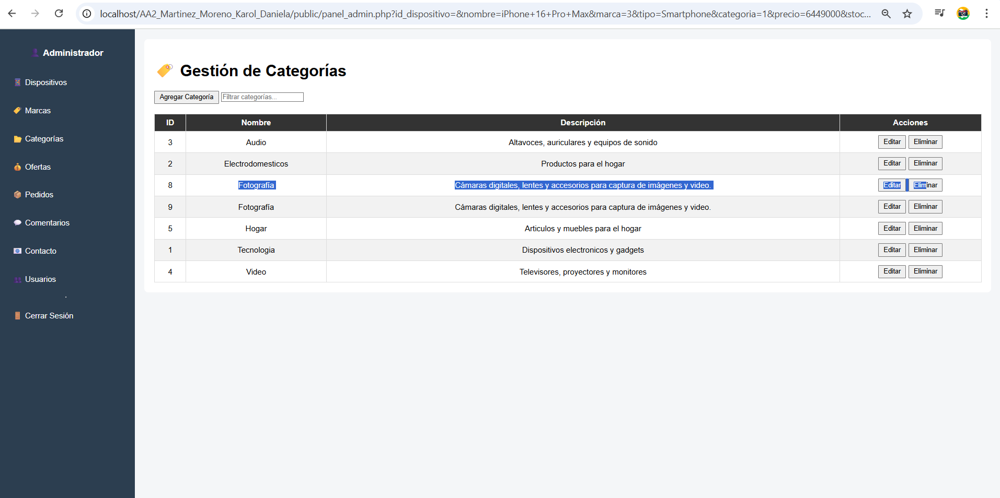 localhost/AA2_Martinez_Moreno_Karol_Daniela/public/panel_admin.php?id_dispositivo=&nombre=iPhone+16+Pro+Max&marca=3&tipo=Smartphone&categoria=1&precio=6449000&stoc...
Administrador
Dispositivos
Marcas
Categorías
Ofertas
Pedidos
Comentarios
Contacto
Usuarios
.
Cerrar Sesión
Gestión de Categorías
Agregar Categoría Filtrar categorías...
ID Nombre Descripción Acciones
3 Audio Altavoces, auriculares y equipos de sonido Editar Eliminar
2 Electrodomesticos Productos para el hogar Editar Eliminar
8 Fotografía Cámaras digitales, lentes y accesorios para captura de imágenes y video. Editar Eliminar
9 Fotografía Cámaras digitales, lentes y accesorios para captura de imágenes y video. Editar Eliminar
5 Hogar Articulos y muebles para el hogar Editar Eliminar
1 Tecnologia Dispositivos electronicos y gadgets Editar Eliminar
4 Video Televisores, proyectores y monitores Editar Eliminar